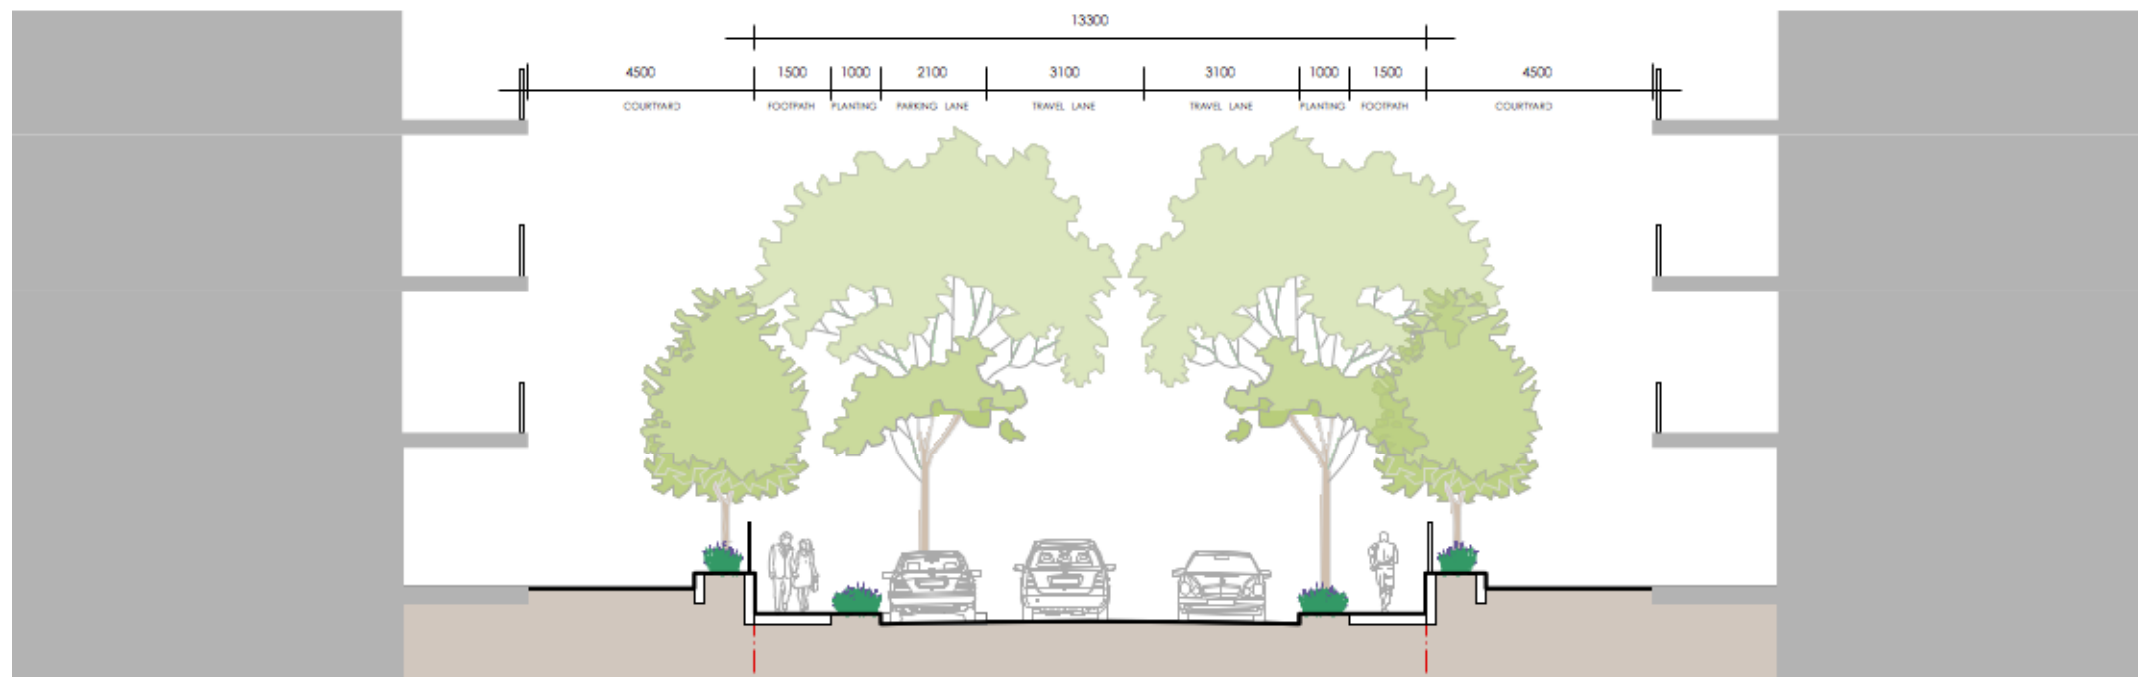 13300
4500 1500 1000 2100 3100 3100 1000 1500 4500
COURTYARD FOOTPATH PLANTING PARKING LANE TRAVEL LANE TRAVEL LANE PLANTING FOOTPATH COURTYARD